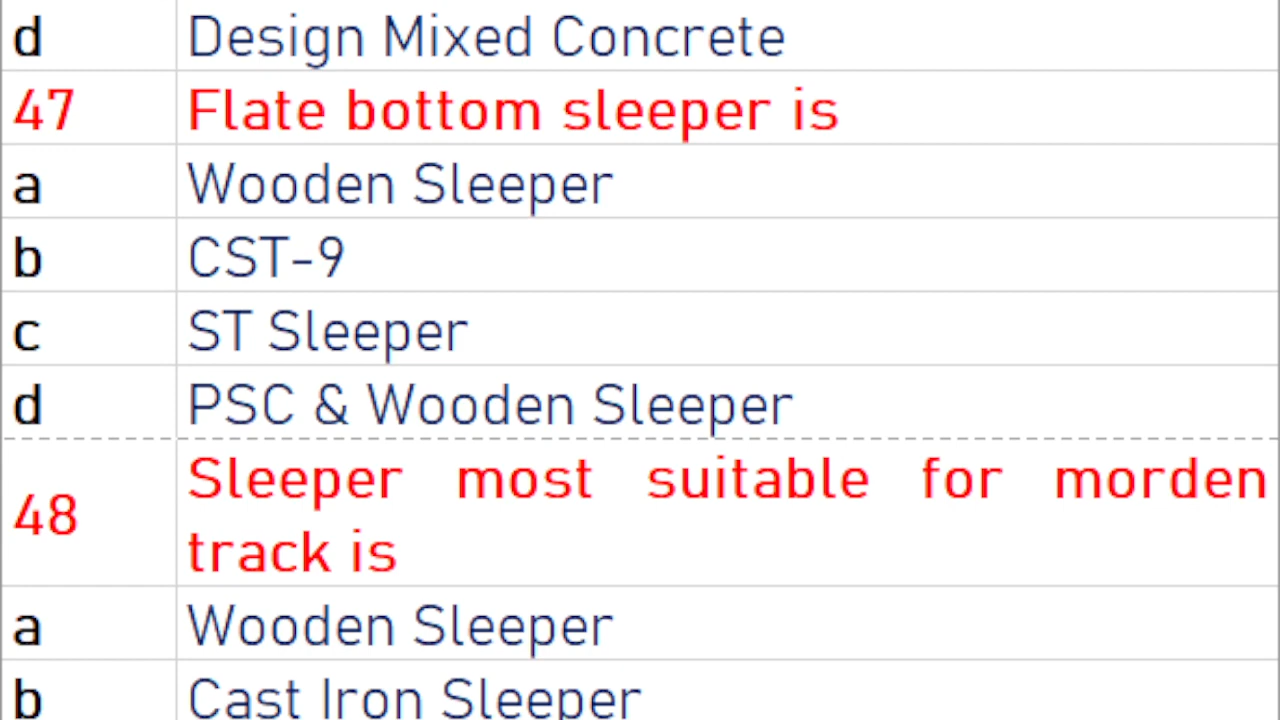 d Design Mixed Concrete
47 Flate bottom sleeper is
a Wooden Sleeper
b CST-9
c ST Sleeper
d PSC & Wooden Sleeper
48 Sleeper most suitable for morden
track is
a Wooden Sleeper
b Cast Iron Sleeper